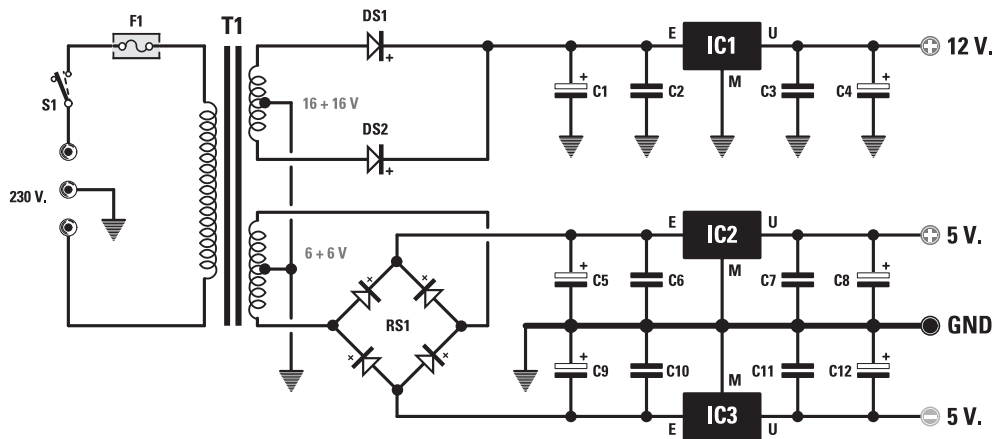 F1
T1
DS1
E
IC1
U
12 V.
S1
16 + 16 V
M
C1
C2
C3
C4
DS2
230 V.
6 + 6 V
E
IC2
U
5 V.
M
C5
C6
C7
C8
RS1
GND
C9
C10
M
C11
C12
E
IC3
U
5 V.